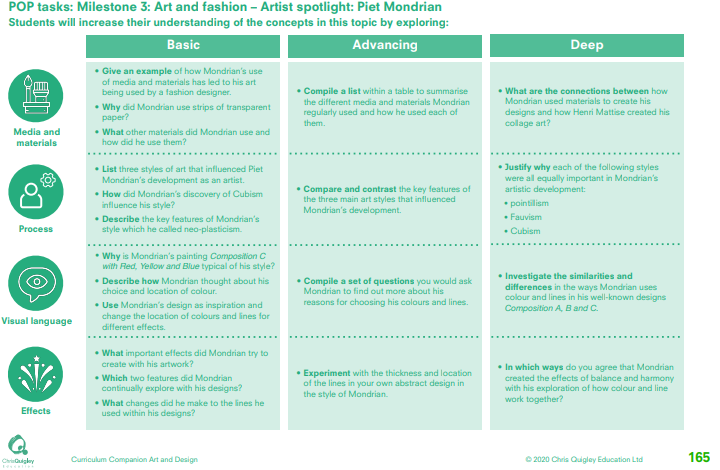 POP tasks: Milestone 3: Art and fashion – Artist spotlight: Piet Mondrian
Students will increase their understanding of the concepts in this topic by exploring:
Basic
Advancing
Deep
Media and
materials
• Give an example of how Mondrian's use
of media and materials has led to his art
being used by a fashion designer.
• Why did Mondrian use strips of transparent
paper?
• What other materials did Mondrian use and
how did he use them?
• Compile a list within a table to summarise
the different media and materials Mondrian
regularly used and how he used each of
them.
• What are the connections between how
Mondrian used materials to create his
designs and how Henri Mattise created his
collage art?
Process
• List three styles of art that influenced Piet
Mondrian's development as an artist.
• How did Mondrian's discovery of Cubism
influence his style?
• Describe the key features of Mondrian's
style which he called neo-plasticism.
• Compare and contrast the key features of
the three main art styles that influenced
Mondrian's development.
• Justify why each of the following styles
were all equally important in Mondrian's
artistic development:
• pointillism
• Fauvism
• Cubism
Visual language
• Why is Mondrian's painting Composition C
with Red, Yellow and Blue typical of his style?
• Describe how Mondrian thought about his
choice and location of colour.
• Use Mondrian's design as inspiration and
change the location of colours and lines for
different effects.
• Compile a set of questions you would ask
Mondrian to find out more about his
reasons for choosing his colours and lines.
• Investigate the similarities and
differences in the ways Mondrian uses
colour and lines in his well-known designs
Composition A, B and C.
Effects
• What important effects did Mondrian try to
create with his artwork?
• Which two features did Mondrian
continually explore with his designs?
• What changes did he make to the lines he
used within his designs?
• Experiment with the thickness and location
of the lines in your own abstract design in
the style of Mondrian.
• In which ways do you agree that Mondrian
created the effects of balance and harmony
with his exploration of how colour and line
work together?
ChrisQuigley
EDUCATION
Curriculum Companion Art and Design
© 2020 Chris Quigley Education Ltd
165